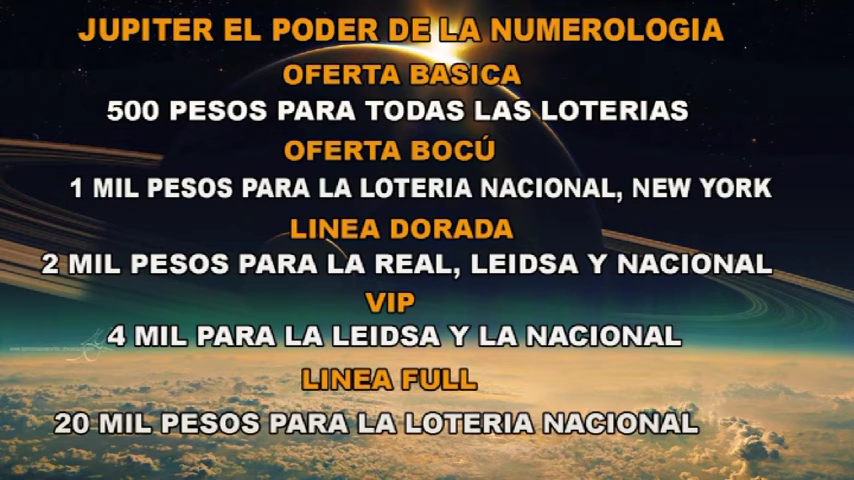 JUPITER EL PODER DE LA NUMEROLOGIA
OFERTA BASICA
500 PESOS PARA TODAS LAS LOTERIAS
OFERTA BOCÚ
1 MIL PESOS PARA LA LOTERIA NACIONAL, NEW YORK
LINEA DORADA
2 MIL PESOS PARA LA REAL, LEIDSA Y NACIONAL
VIP
4 MIL PARA LA LEIDSA Y LA NACIONAL
LINEA FULL
20 MIL PESOS PARA LA LOTERIA NACIONAL